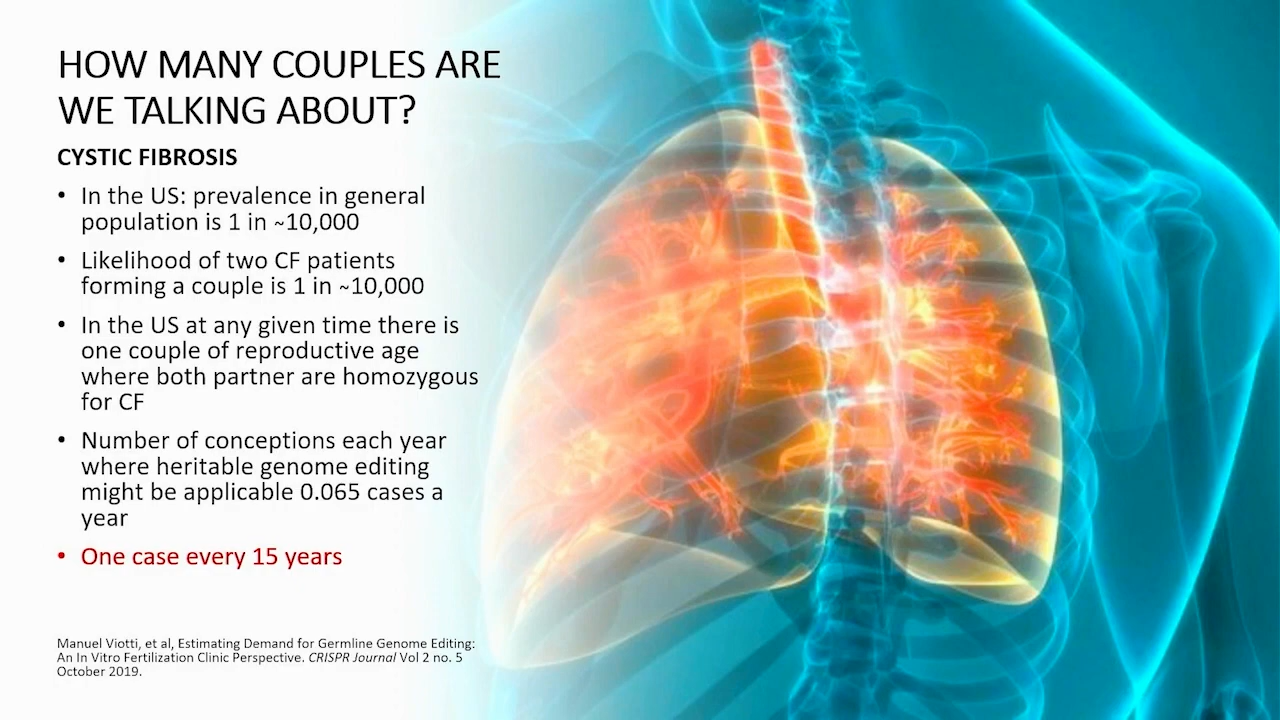 HOW MANY COUPLES ARE
WE TALKING ABOUT?
CYSTIC FIBROSIS
• In the US: prevalence in general
population is 1 in ~10,000
• Likelihood of two CF patients
forming a couple is 1 in ~10,000
• In the US at any given time there is
one couple of reproductive age
where both partner are homozygous
for CF
• Number of conceptions each year
where heritable genome editing
might be applicable 0.065 cases a
year
• One case every 15 years
Manuel Viotti, et al, Estimating Demand for Germline Genome Editing:
An In Vitro Fertilization Clinic Perspective. CRISPR Journal Vol 2 no. 5
October 2019.